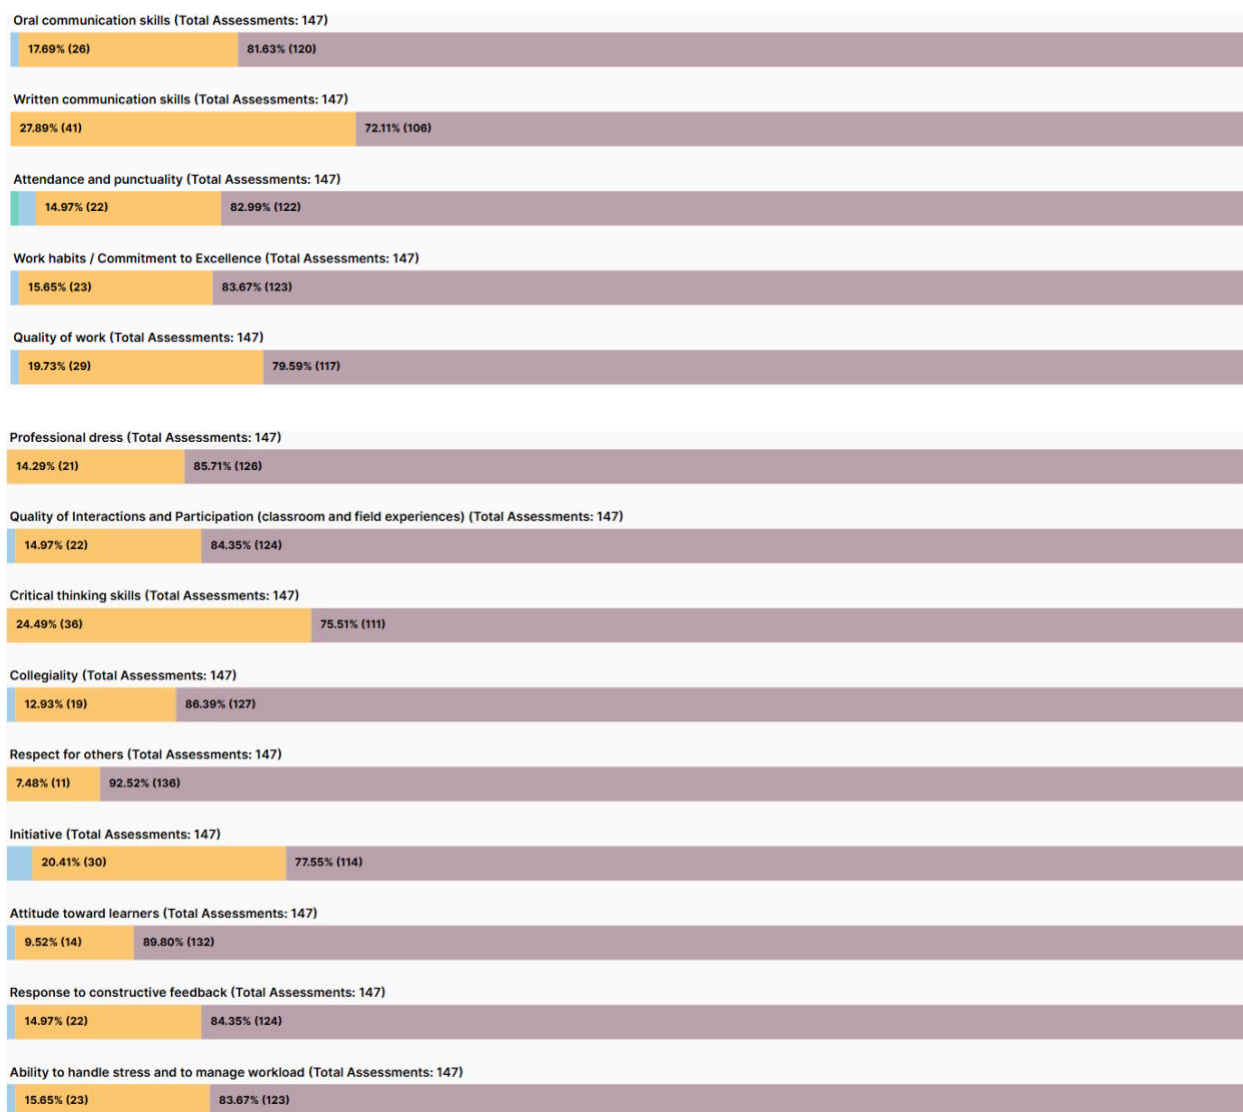 Oral communication skills (Total Assessments: 147)
17.69% (26) 81.63% (120)
Written communication skills (Total Assessments: 147)
27.89% (41) 72.11% (106)
Attendance and punctuality (Total Assessments: 147)
14.97% (22) 82.99% (122)
Work habits / Commitment to Excellence (Total Assessments: 147)
15.65% (23) 83.67% (123)
Quality of work (Total Assessments: 147)
19.73% (29) 79.59% (117)
Professional dress (Total Assessments: 147)
14.29% (21) 85.71% (126)
Quality of Interactions and Participation (classroom and field experiences) (Total Assessments: 147)
14.97% (22) 84.35% (124)
Critical thinking skills (Total Assessments: 147)
24.49% (36) 75.51% (111)
Collegiality (Total Assessments: 147)
12.93% (19) 86.39% (127)
Respect for others (Total Assessments: 147)
7.48% (11) 92.52% (136)
Initiative (Total Assessments: 147)
20.41% (30) 77.55% (114)
Attitude toward learners (Total Assessments: 147)
9.52% (14) 89.80% (132)
Response to constructive feedback (Total Assessments: 147)
14.97% (22) 84.35% (124)
Ability to handle stress and to manage workload (Total Assessments: 147)
15.65% (23) 83.67% (123)